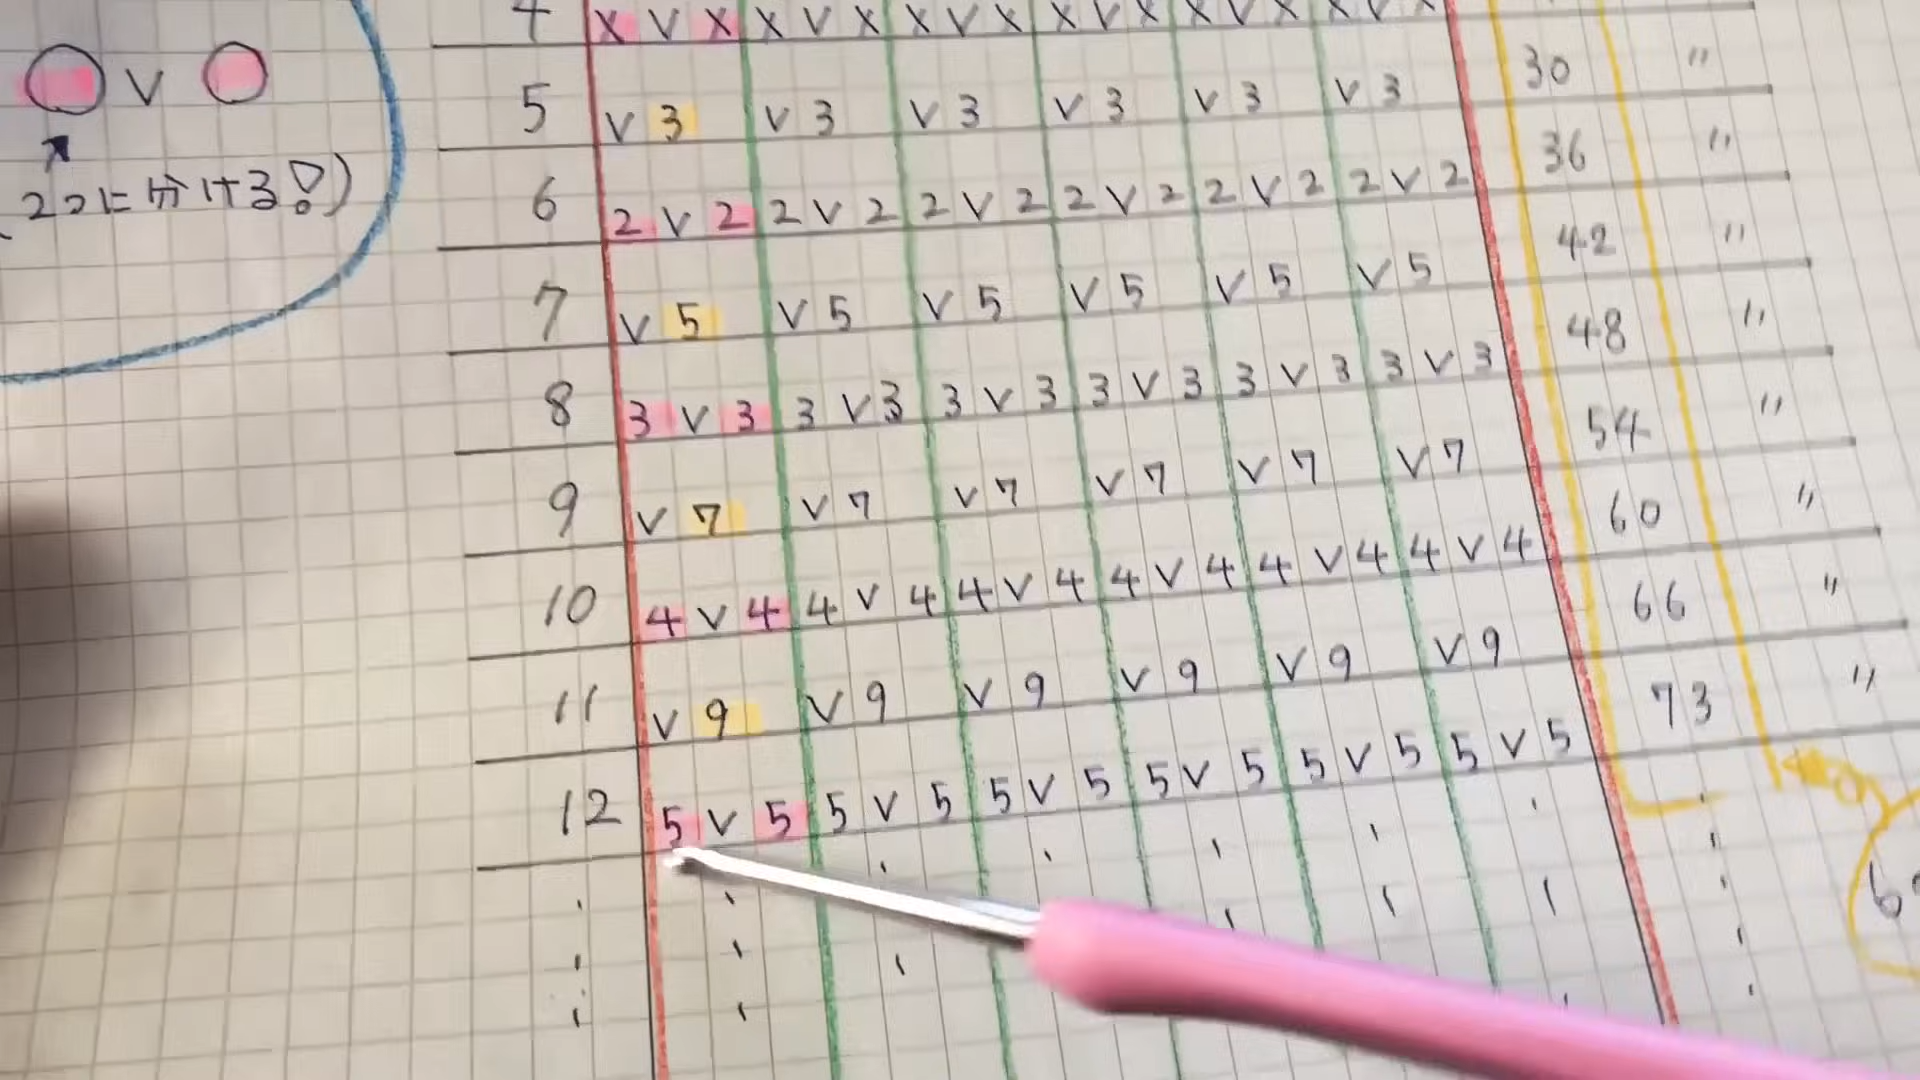 V
2つに分ける!)
4 X V X X V X X V X X V X X V X X V X
5 V 3 V 3 V 3 V 3 V 3 V 3 30 〃
6 2 V 2 2 V 2 2 V 2 2 V 2 2 V 2 2 V 2 36 〃
7 V 5 V 5 V 5 V 5 V 5 V 5 42 〃
8 3 V 3 3 V 3 3 V 3 3 V 3 3 V 3 3 V 3 48 〃
9 V 7 V 7 V 7 V 7 V 7 V 7 54 〃
10 4 V 4 4 V 4 4 V 4 4 V 4 4 V 4 4 V 4 60 〃
11 V 9 V 9 V 9 V 9 V 9 V 9 66 〃
12 5 V 5 5 V 5 5 V 5 5 V 5 5 V 5 5 V 5 73 〃
6